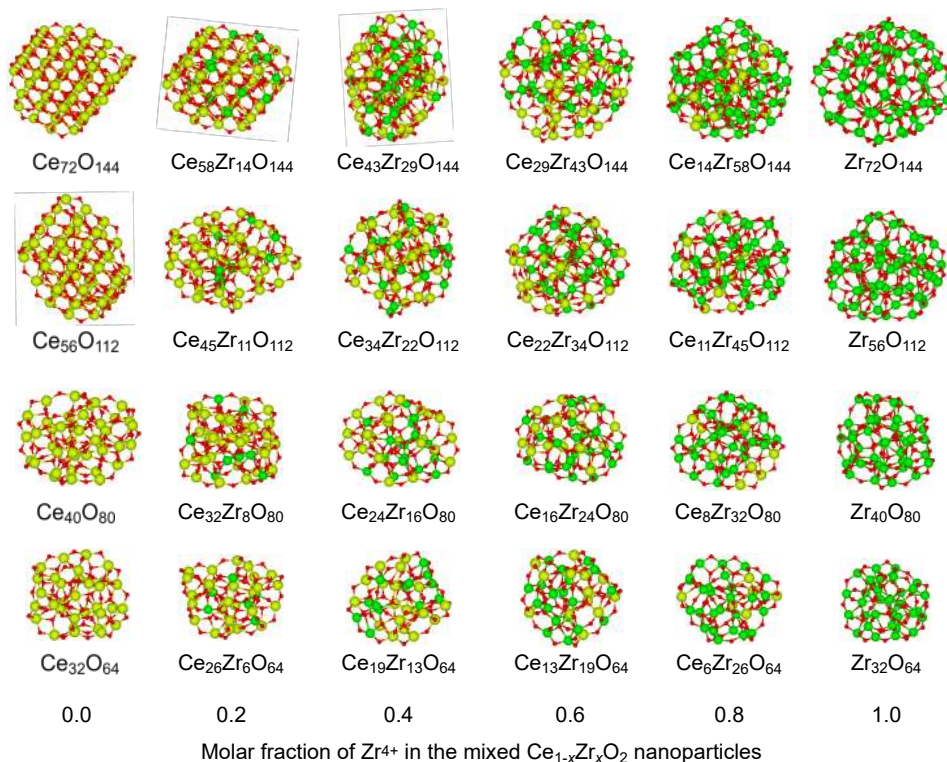 Ce₇₂O₁₄₄ Ce₅₈Zr₁₄O₁₄₄ Ce₄₃Zr₂₉O₁₄₄ Ce₂₉Zr₄₃O₁₄₄ Ce₁₄Zr₅₈O₁₄₄ Zr₇₂O₁₄₄
Ce₅₆O₁₁₂ Ce₄₅Zr₁₁O₁₁₂ Ce₃₄Zr₂₂O₁₁₂ Ce₂₂Zr₃₄O₁₁₂ Ce₁₁Zr₄₅O₁₁₂ Zr₅₆O₁₁₂
Ce₄₀O₈₀ Ce₃₂Zr₈O₈₀ Ce₂₄Zr₁₆O₈₀ Ce₁₆Zr₂₄O₈₀ Ce₈Zr₃₂O₈₀ Zr₄₀O₈₀
Ce₃₂O₆₄ Ce₂₆Zr₆O₆₄ Ce₁₉Zr₁₃O₆₄ Ce₁₃Zr₁₉O₆₄ Ce₆Zr₂₆O₆₄ Zr₃₂O₆₄
0.0 0.2 0.4 0.6 0.8 1.0
Molar fraction of Zr⁴⁺ in the mixed Ce₁₋ₓZrₓO₂ nanoparticles